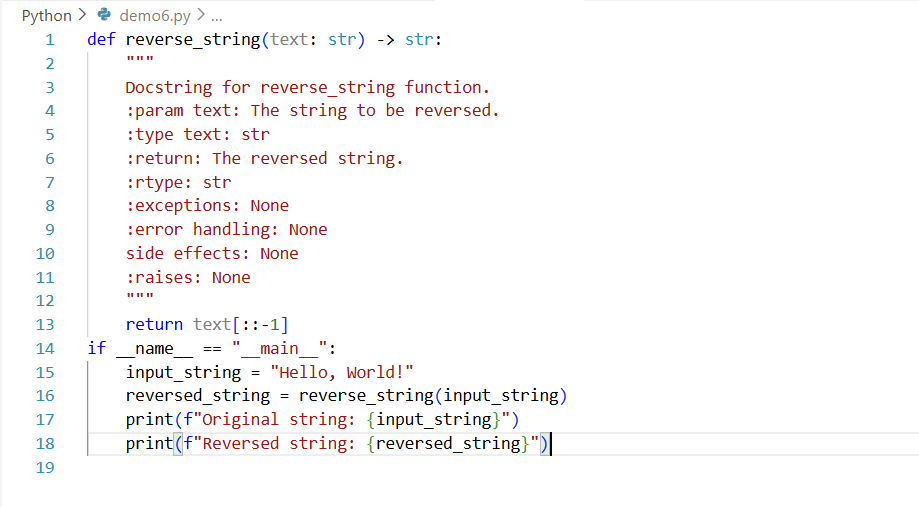 Python > demo6.py > ...
1 def reverse_string(text: str) -> str:
2     """
3     Docstring for reverse_string function.
4     :param text: The string to be reversed.
5     :type text: str
6     :return: The reversed string.
7     :rtype: str
8     :exceptions: None
9     :error handling: None
10     side effects: None
11     :raises: None
12     """
13     return text[::-1]
14 if __name__ == "__main__":
15     input_string = "Hello, World!"
16     reversed_string = reverse_string(input_string)
17     print(f"Original string: {input_string}")
18     print(f"Reversed string: {reversed_string}")
19